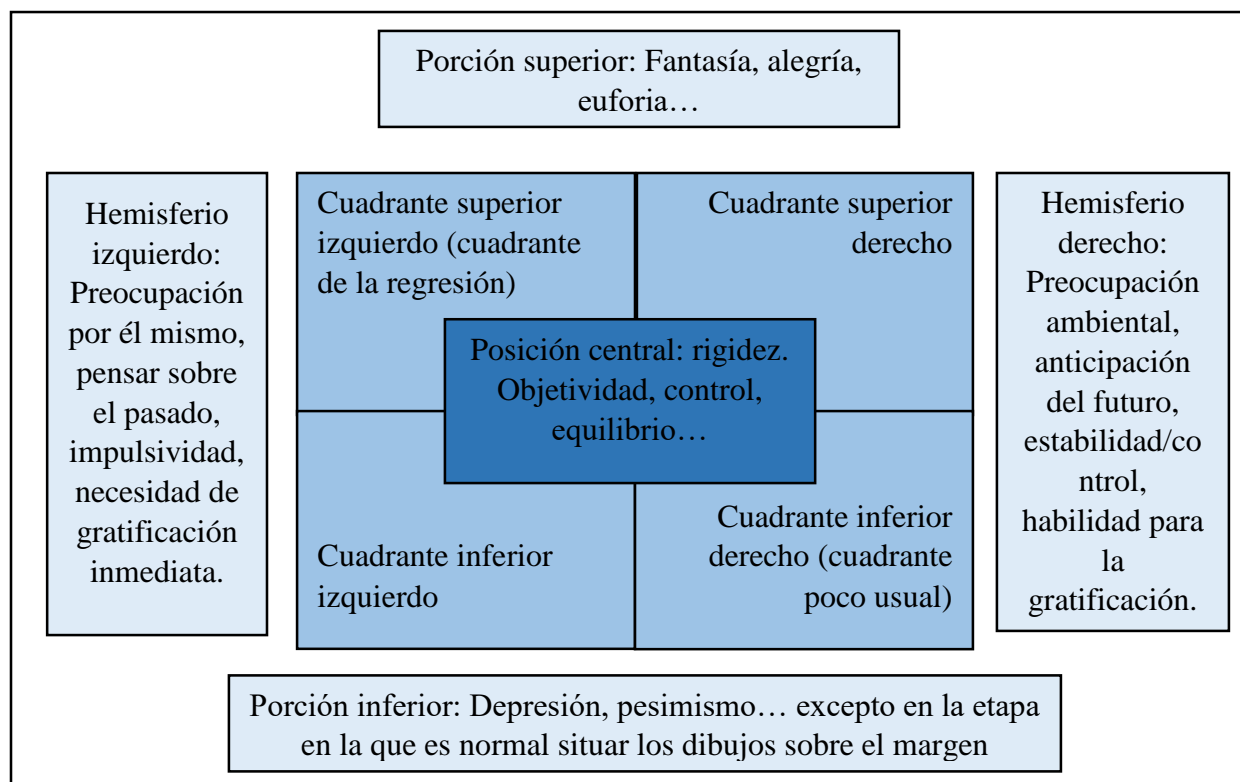 Porción superior: Fantasía, alegría,
euforia…
Hemisferio
izquierdo:
Preocupación
por él mismo,
pensar sobre
el pasado,
impulsividad,
necesidad de
gratificación
inmediata.
Cuadrante superior
izquierdo (cuadrante
de la regresión)
Cuadrante superior
derecho
Posición central: rigidez.
Objetividad, control,
equilibrio…
Cuadrante inferior
izquierdo
Cuadrante inferior
derecho (cuadrante
poco usual)
Hemisferio
derecho:
Preocupación
ambiental,
anticipación
del futuro,
estabilidad/co
ntrol,
habilidad para
la
gratificación.
Porción inferior: Depresión, pesimismo… excepto en la etapa
en la que es normal situar los dibujos sobre el margen